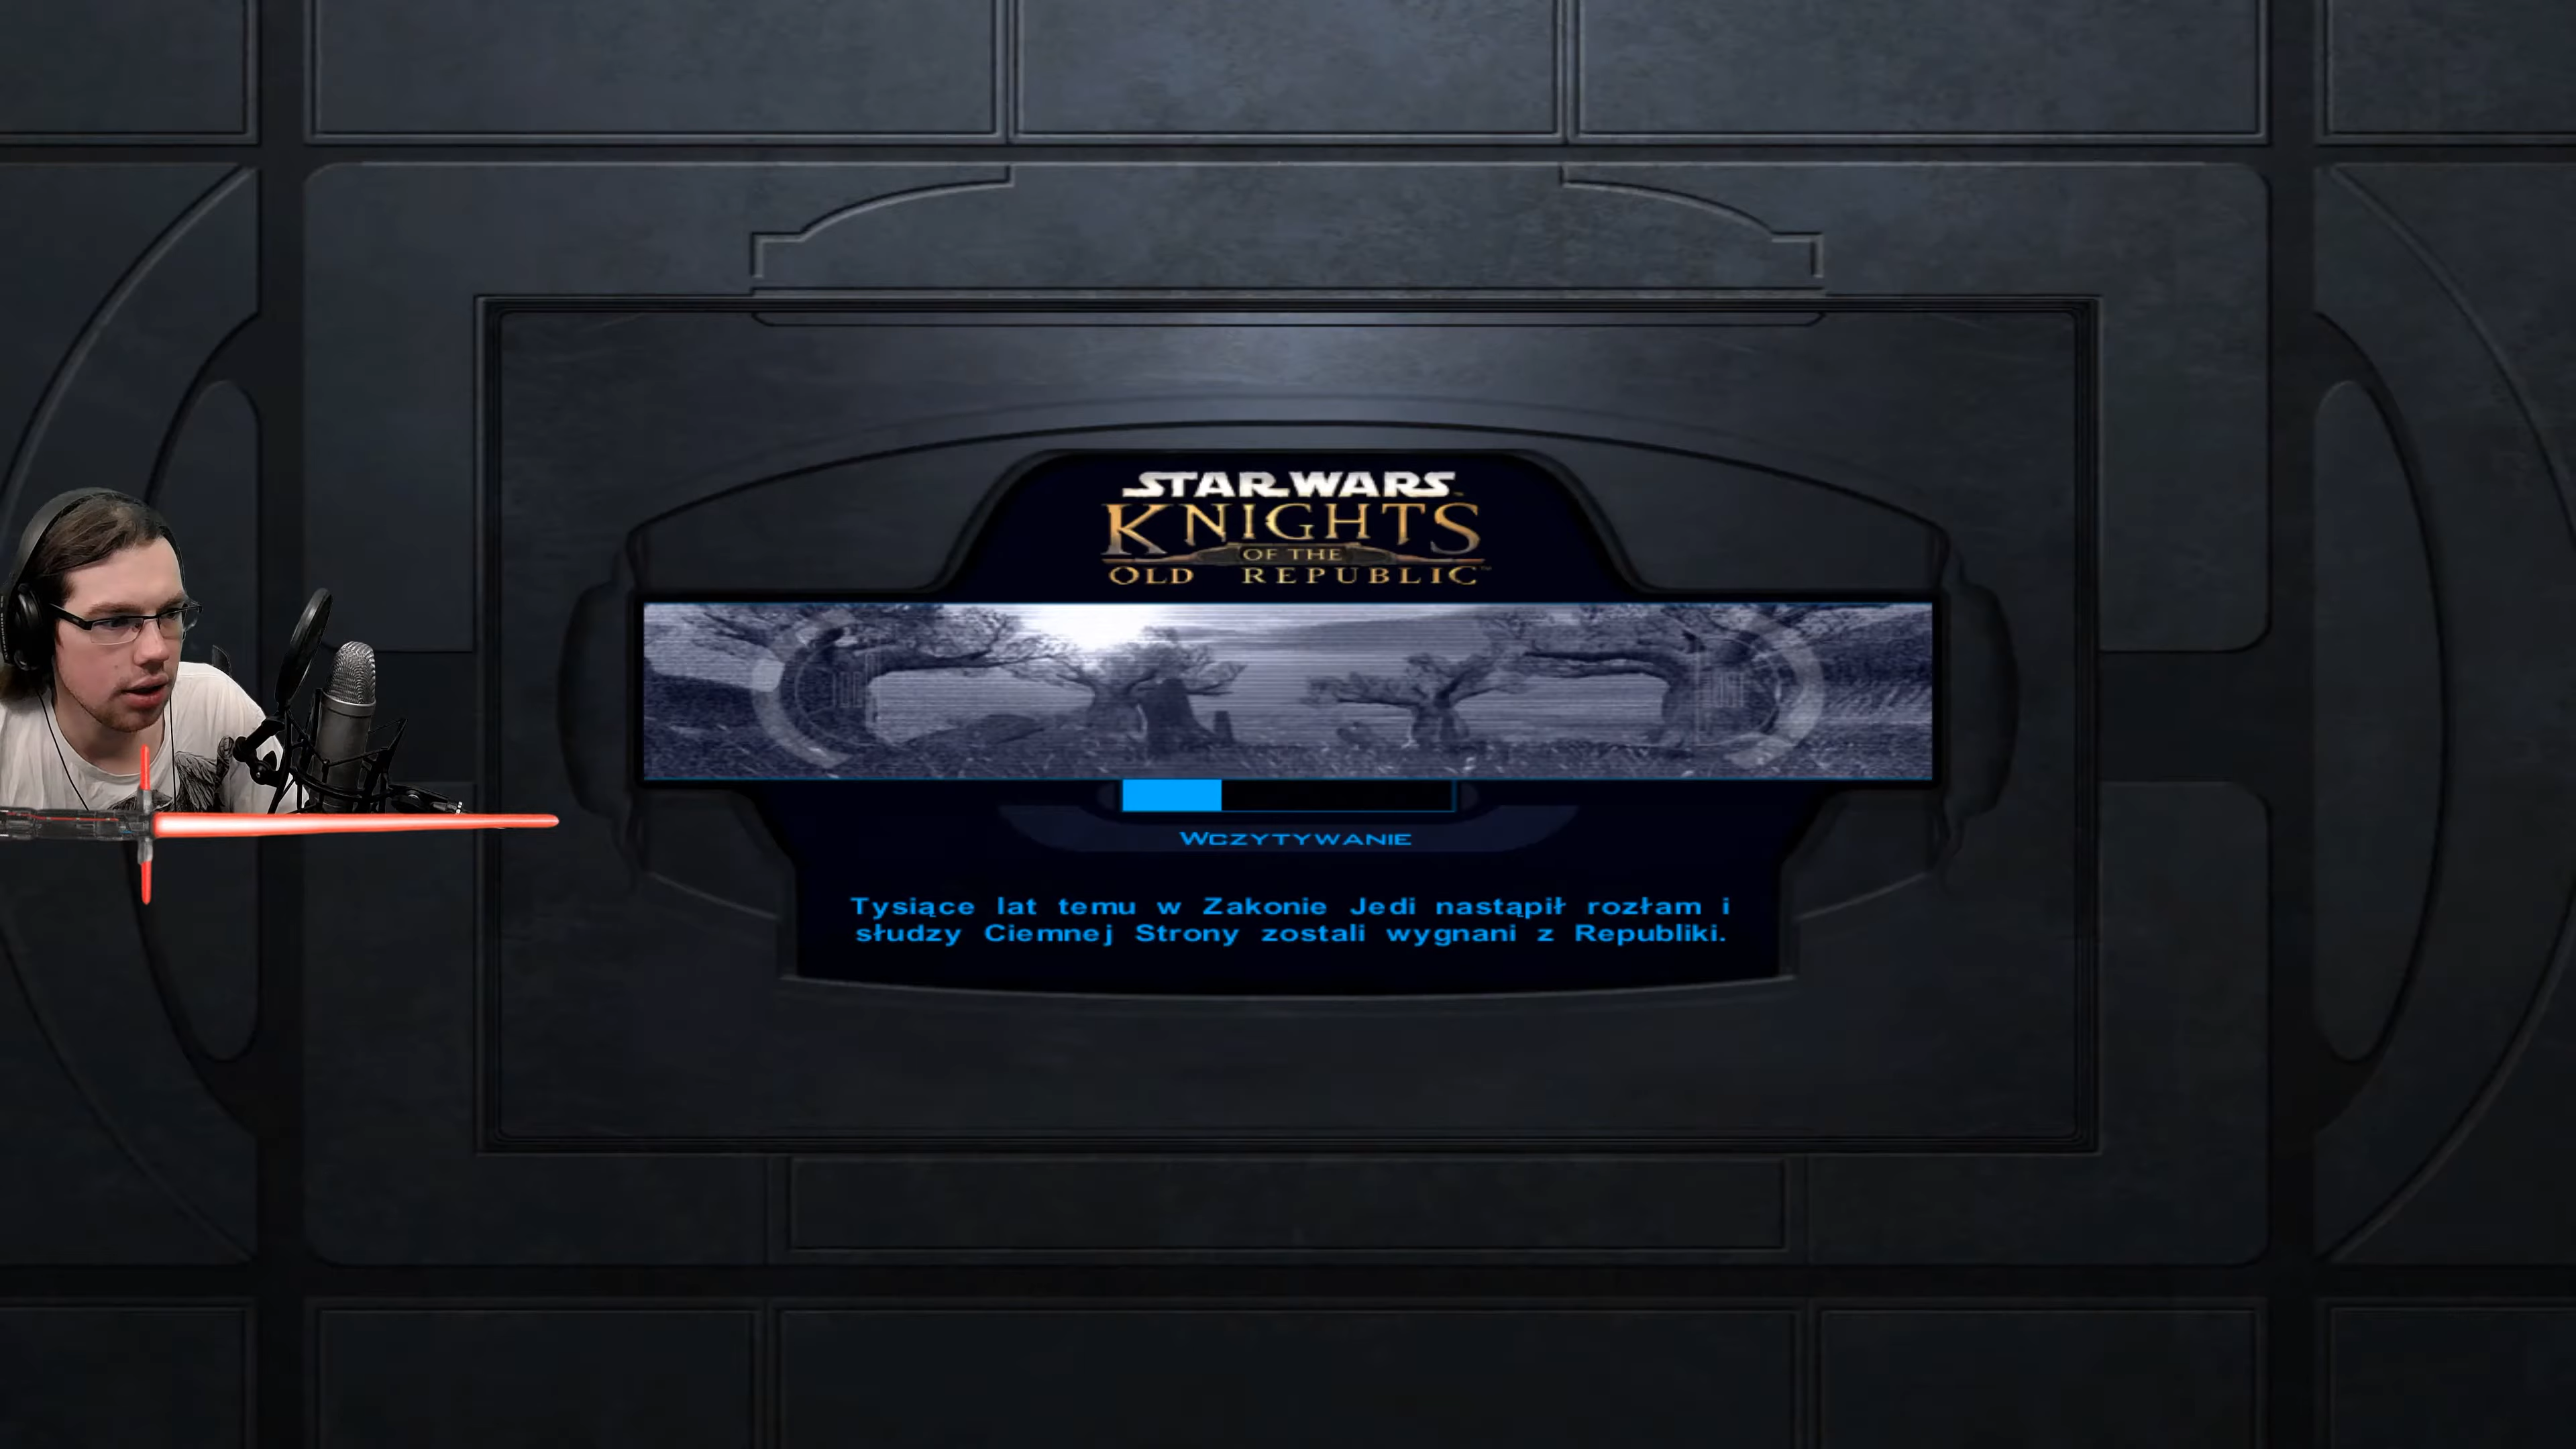 STAR WARS
KNIGHTS
OF THE
OLD REPUBLIC™
WCZYTYWANIE
Tysiące lat temu w Zakonie Jedi nastąpił rozłam i
słudzy Ciemnej Strony zostali wygnani z Republiki.